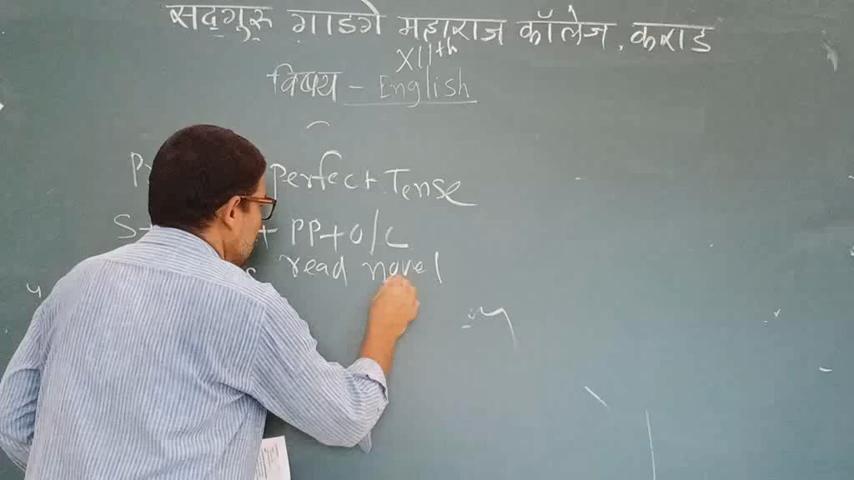 सद्‌गुरु गाडगे महाराज कॉलेज, कराड
XIIth
विषय - English
Perfect Tense
S+ + PP+O/C
read novel